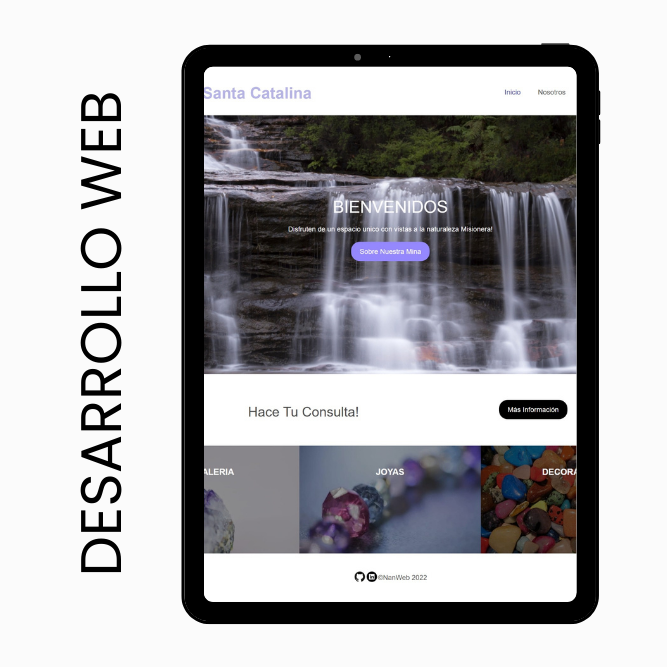 DESARROLLO WEB
Santa Catalina
Inicio
Nosotros
BIENVENIDOS
Disfruten de un espacio unico con vistas a la naturaleza Misionera!
Sobre Nuestra Mina
Hace Tu Consulta!
Más Información
ALERIA
JOYAS
DECORA
©NanWeb 2022